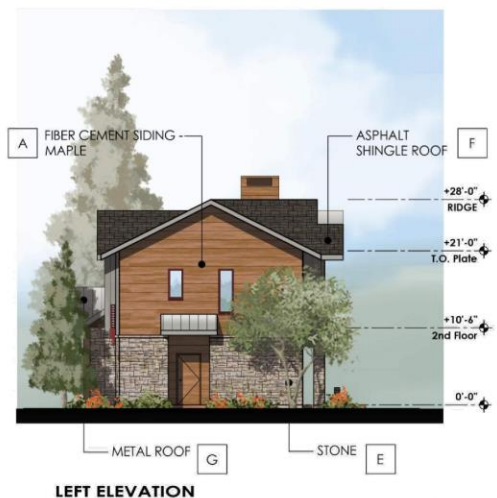 A
FIBER CEMENT SIDING
MAPLE
ASPHALT
SHINGLE ROOF
F
+28'-0"
RIDGE
+21'-0"
T.O. Plate
+10'-6"
2nd Floor
0'-0"
METAL ROOF
G
STONE
E
LEFT ELEVATION